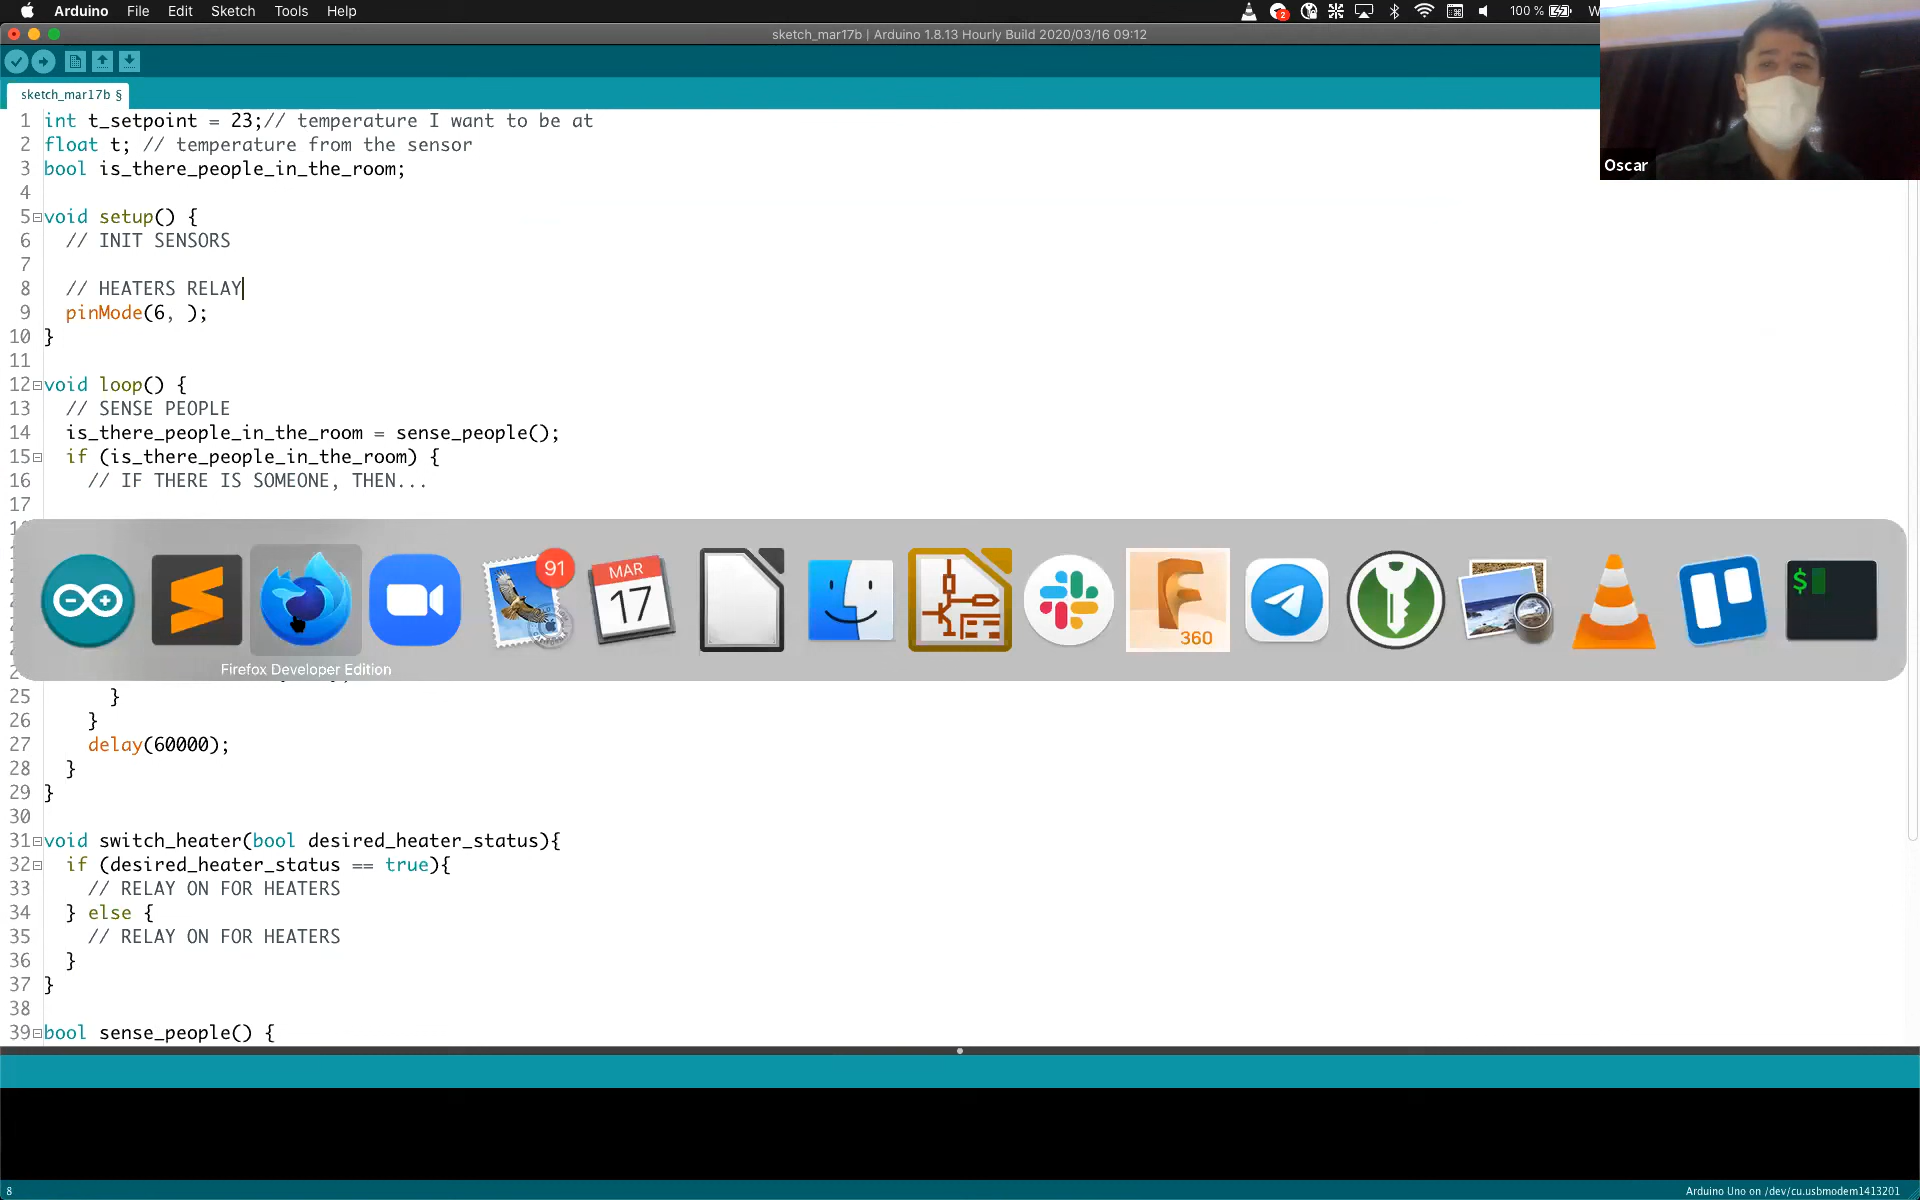 Arduino File Edit Sketch Tools Help
2 100 %
sketch_mar17b | Arduino 1.8.13 Hourly Build 2020/03/16 09:12
sketch_mar17b §
Oscar
1 int t_setpoint = 23;// temperature I want to be at
2 float t; // temperature from the sensor
3 bool is_there_people_in_the_room;
4
5 void setup() {
6 // INIT SENSORS
7
8 // HEATERS RELAY
9 pinMode(6, );
10 }
11
12 void loop() {
13 // SENSE PEOPLE
14 is_there_people_in_the_room = sense_people();
15 if (is_there_people_in_the_room) {
16 // IF THERE IS SOMEONE, THEN...
17
91
MAR
17
360
$
Firefox Developer Edition
25 }
26 }
27 delay(60000);
28 }
29 }
30
31 void switch_heater(bool desired_heater_status){
32 if (desired_heater_status == true){
33 // RELAY ON FOR HEATERS
34 } else {
35 // RELAY ON FOR HEATERS
36 }
37 }
38
39 bool sense_people() {
8
Arduino Uno on /dev/cu.usbmodem1413201